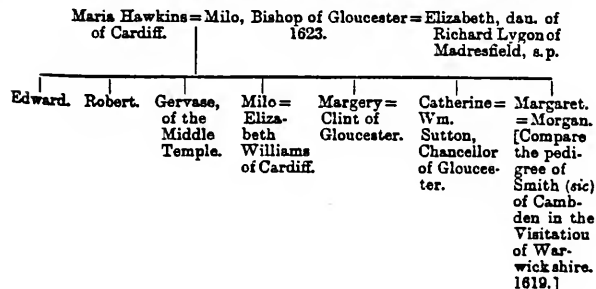 Maria Hawkins=Milo, Bishop of Gloucester=Elizabeth, dau. of
of Cardiff. 1623. Richard Lygon of
Madresfield, s.p.
Edward.
Robert.
Gervase,
of the
Middle
Temple.
Milo=
Eliza-
beth
Williams
of Cardiff.
Margery=
Clint of
Gloucester.
Catherine=
Wm.
Sutton,
Chancellor
of Glouces-
ter.
Margaret.
=Morgan.
[Compare
the pedi-
gree of
Smith (sic)
of Camb-
den in the
Visitation
of War-
wickshire.
1619.]